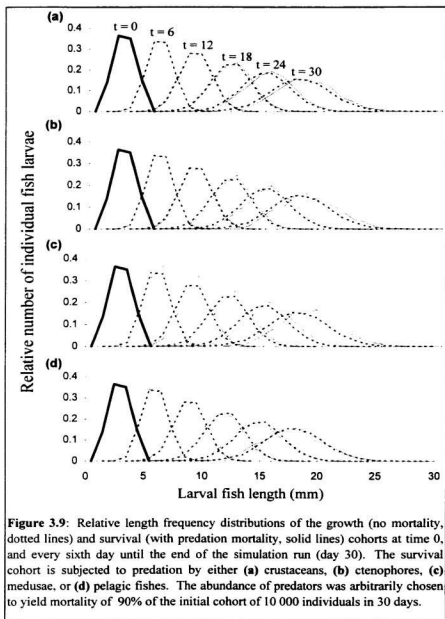 (a)
t = 0
t = 6
t = 12
t = 18
t = 24
t = 30
0.4
0.3
0.2
0.1
0
(b)
0.4
0.3
0.2
0.1
0
(c)
0.4
0.3
0.2
0.1
0
(d)
0.4
0.3
0.2
0.1
0
0 5 10 15 20 25 30
Relative number of individual fish larvae
Larval fish length (mm)
Figure 3.9: Relative length frequency distributions of the growth (no mortality,
dotted lines) and survival (with predation mortality, solid lines) cohorts at time 0,
and every sixth day until the end of the simulation run (day 30). The survival
cohort is subjected to predation by either (a) crustaceans, (b) ctenophores, (c)
medusae, or (d) pelagic fishes. The abundance of predators was arbitrarily chosen
to yield mortality of 90% of the initial cohort of 10 000 individuals in 30 days.